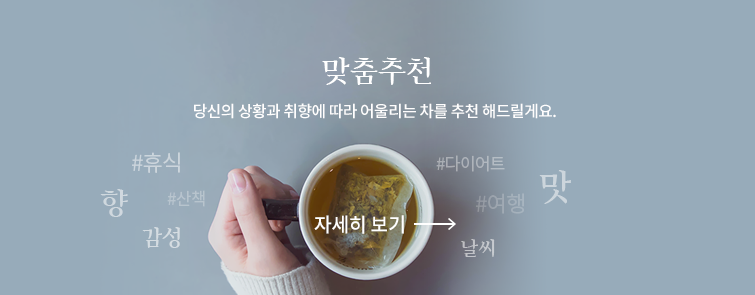 맞춤추천
당신의 상황과 취향에 따라 어울리는 차를 추천 해드릴게요.
#휴식
#다이어트
향
#산책
#여행
맛
감성
자세히 보기
날씨